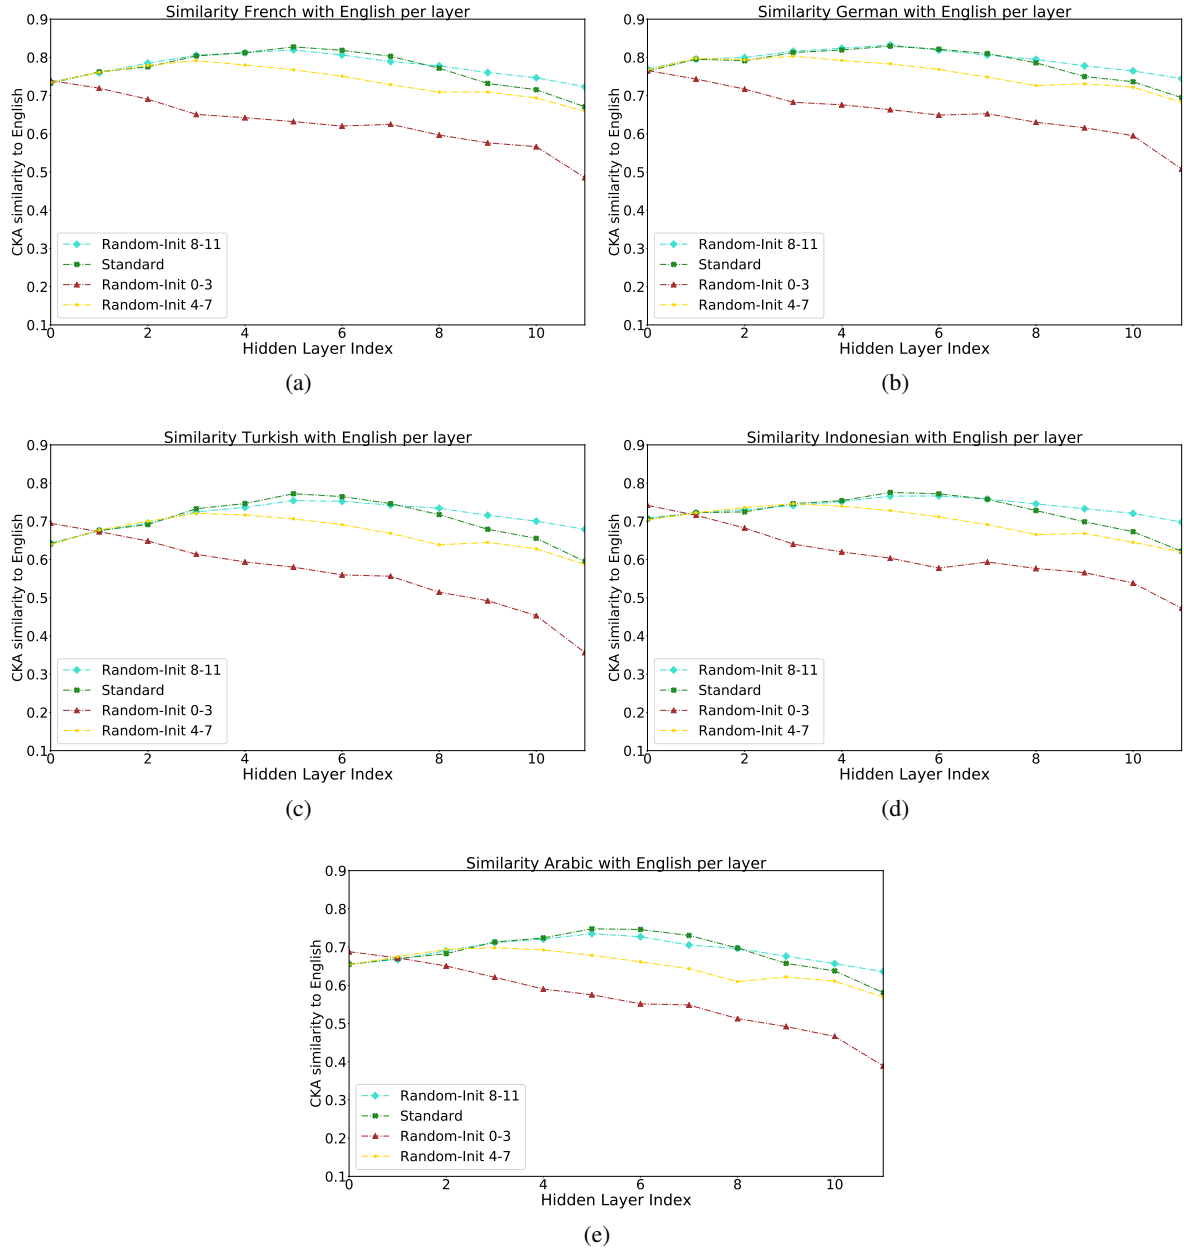 Similarity French with English per layer
CKA similarity to English
0.9
0.8
0.7
0.6
0.5
0.4
0.3
0.2
0.1
Random-Init 8-11
Standard
Random-Init 0-3
Random-Init 4-7
0 2 4 6 8 10
Hidden Layer Index
(a)
Similarity German with English per layer
CKA similarity to English
0.9
0.8
0.7
0.6
0.5
0.4
0.3
0.2
0.1
Random-Init 8-11
Standard
Random-Init 0-3
Random-Init 4-7
0 2 4 6 8 10
Hidden Layer Index
(b)
Similarity Turkish with English per layer
CKA similarity to English
0.9
0.8
0.7
0.6
0.5
0.4
0.3
0.2
0.1
Random-Init 8-11
Standard
Random-Init 0-3
Random-Init 4-7
0 2 4 6 8 10
Hidden Layer Index
(c)
Similarity Indonesian with English per layer
CKA similarity to English
0.9
0.8
0.7
0.6
0.5
0.4
0.3
0.2
0.1
Random-Init 8-11
Standard
Random-Init 0-3
Random-Init 4-7
0 2 4 6 8 10
Hidden Layer Index
(d)
Similarity Arabic with English per layer
CKA similarity to English
0.9
0.8
0.7
0.6
0.5
0.4
0.3
0.2
0.1
Random-Init 8-11
Standard
Random-Init 0-3
Random-Init 4-7
0 2 4 6 8 10
Hidden Layer Index
(e)